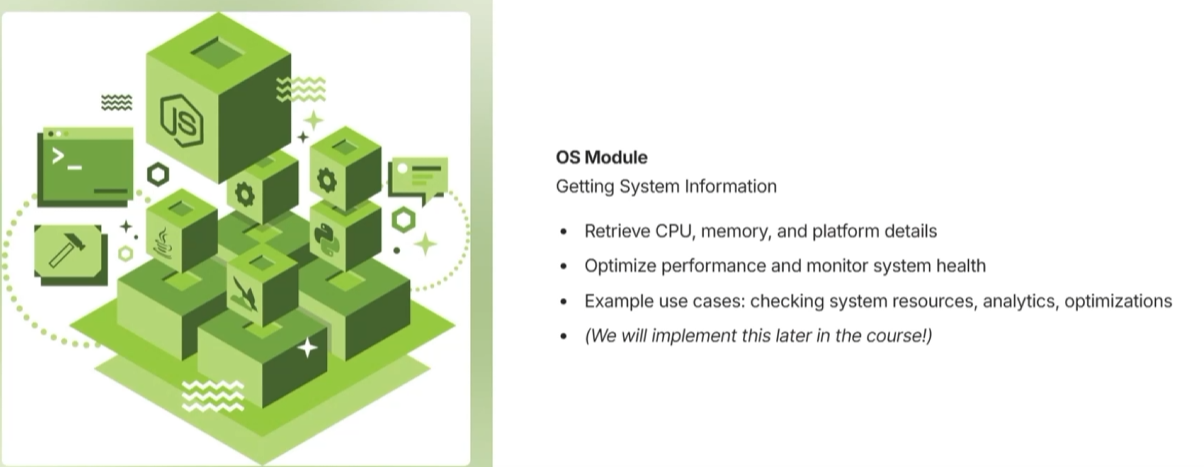 JS
>_
OS Module
Getting System Information
• Retrieve CPU, memory, and platform details
• Optimize performance and monitor system health
• Example use cases: checking system resources, analytics, optimizations
• (We will implement this later in the course!)